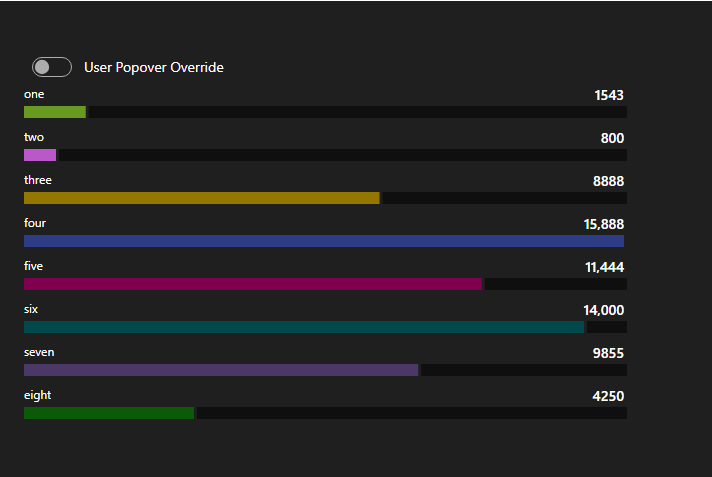 User Popover Override
one 1543
two 800
three 8888
four 15,888
five 11,444
six 14,000
seven 9855
eight 4250